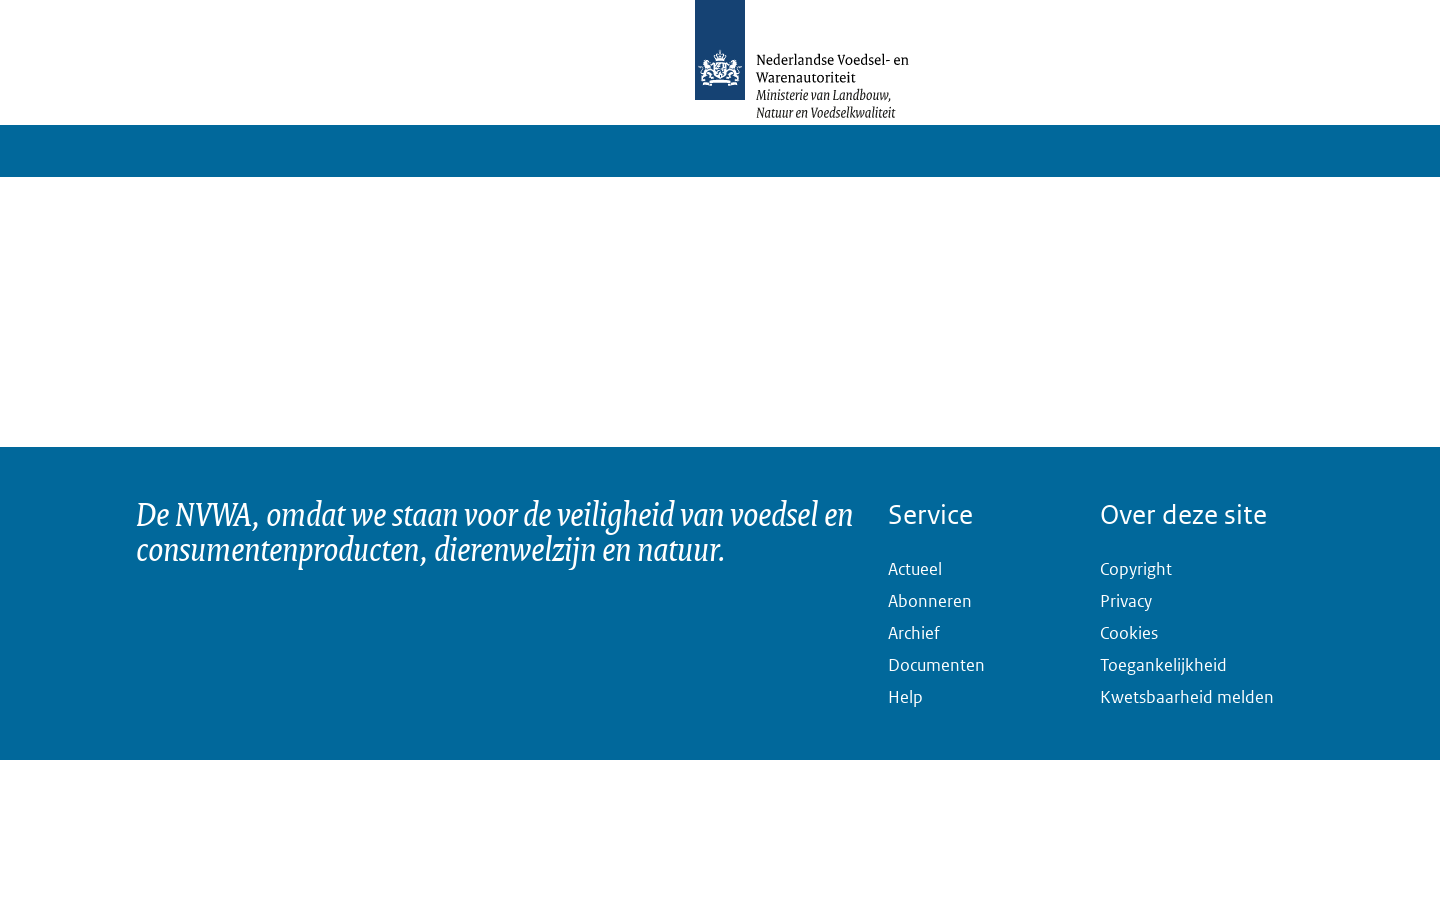 Nederlandse Voedsel- en
Warenautoriteit
Ministerie van Landbouw,
Natuur en Voedselkwaliteit
De NVWA, omdat we staan voor de veiligheid van voedsel en
consumentenproducten, dierenwelzijn en natuur.
Service
Actueel
Abonneren
Archief
Documenten
Help
Over deze site
Copyright
Privacy
Cookies
Toegankelijkheid
Kwetsbaarheid melden